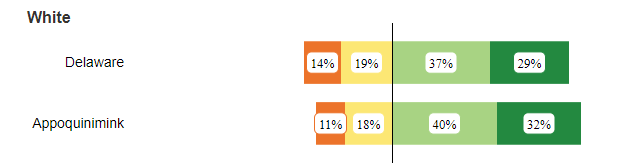 White
Delaware 14% 19% 37% 29%
Appoquinimink 11% 18% 40% 32%